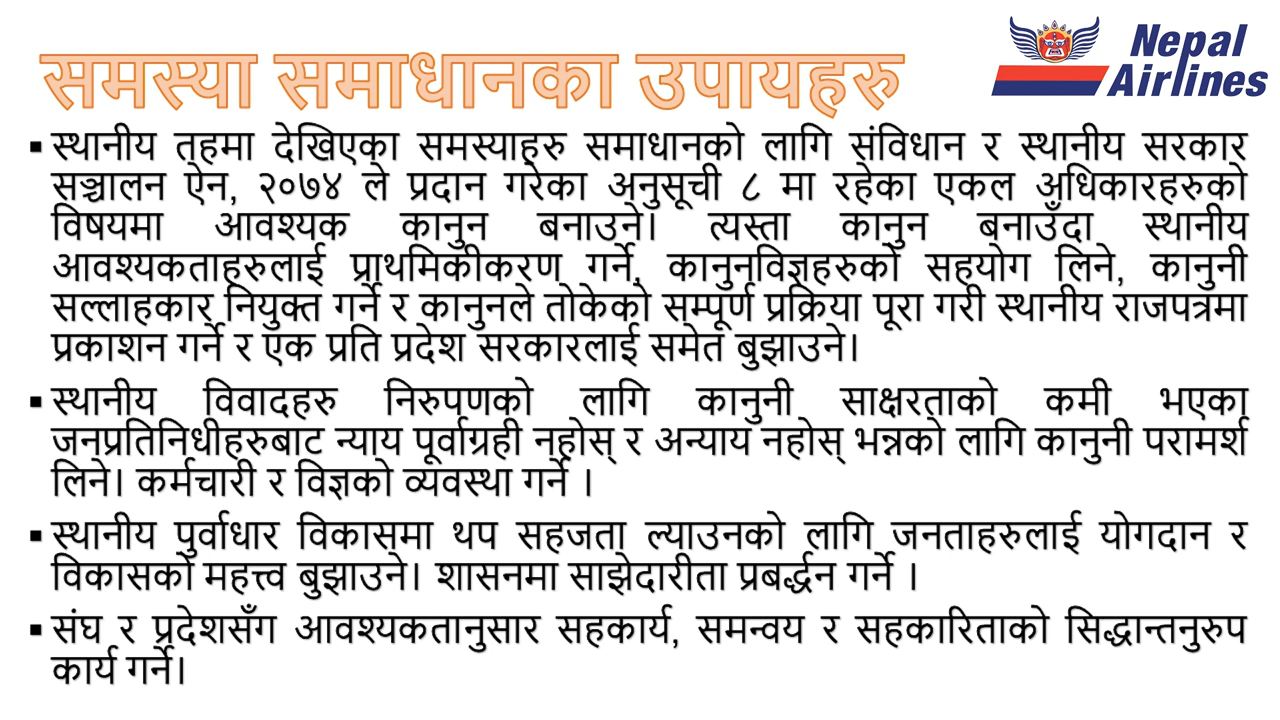 Nepal
Airlines
समस्या समाधानका उपायहरु
▪ स्थानीय तहमा देखिएका समस्याहरु समाधानको लागि संविधान र स्थानीय सरकार
सञ्चालन ऐन, २०७४ ले प्रदान गरेका अनुसूची ८ मा रहेका एकल अधिकारहरुको
विषयमा आवश्यक कानुन बनाउने। त्यस्ता कानुन बनाउँदा स्थानीय
आवश्यकताहरुलाई प्राथमिकीकरण गर्ने, कानुनविज्ञहरुको सहयोग लिने, कानुनी
सल्लाहकार नियुक्त गर्ने र कानुनले तोकेको सम्पूर्ण प्रक्रिया पूरा गरी स्थानीय राजपत्रमा
प्रकाशन गर्ने र एक प्रति प्रदेश सरकारलाई समेत बुझाउने।
▪ स्थानीय विवादहरु निरुपणको लागि कानुनी साक्षरताको कमी भएका
जनप्रतिनिधीहरुबाट न्याय पूर्वाग्रही नहोस् र अन्याय नहोस् भन्नको लागि कानुनी परामर्श
लिने। कर्मचारी र विज्ञको व्यवस्था गर्ने ।
▪ स्थानीय पुर्वाधार विकासमा थप सहजता ल्याउनको लागि जनताहरुलाई योगदान र
विकासको महत्त्व बुझाउने। शासनमा साझेदारीता प्रबर्द्धन गर्ने ।
▪ संघ र प्रदेशसँग आवश्यकतानुसार सहकार्य, समन्वय र सहकारिताको सिद्धान्तनुरुप
कार्य गर्ने।